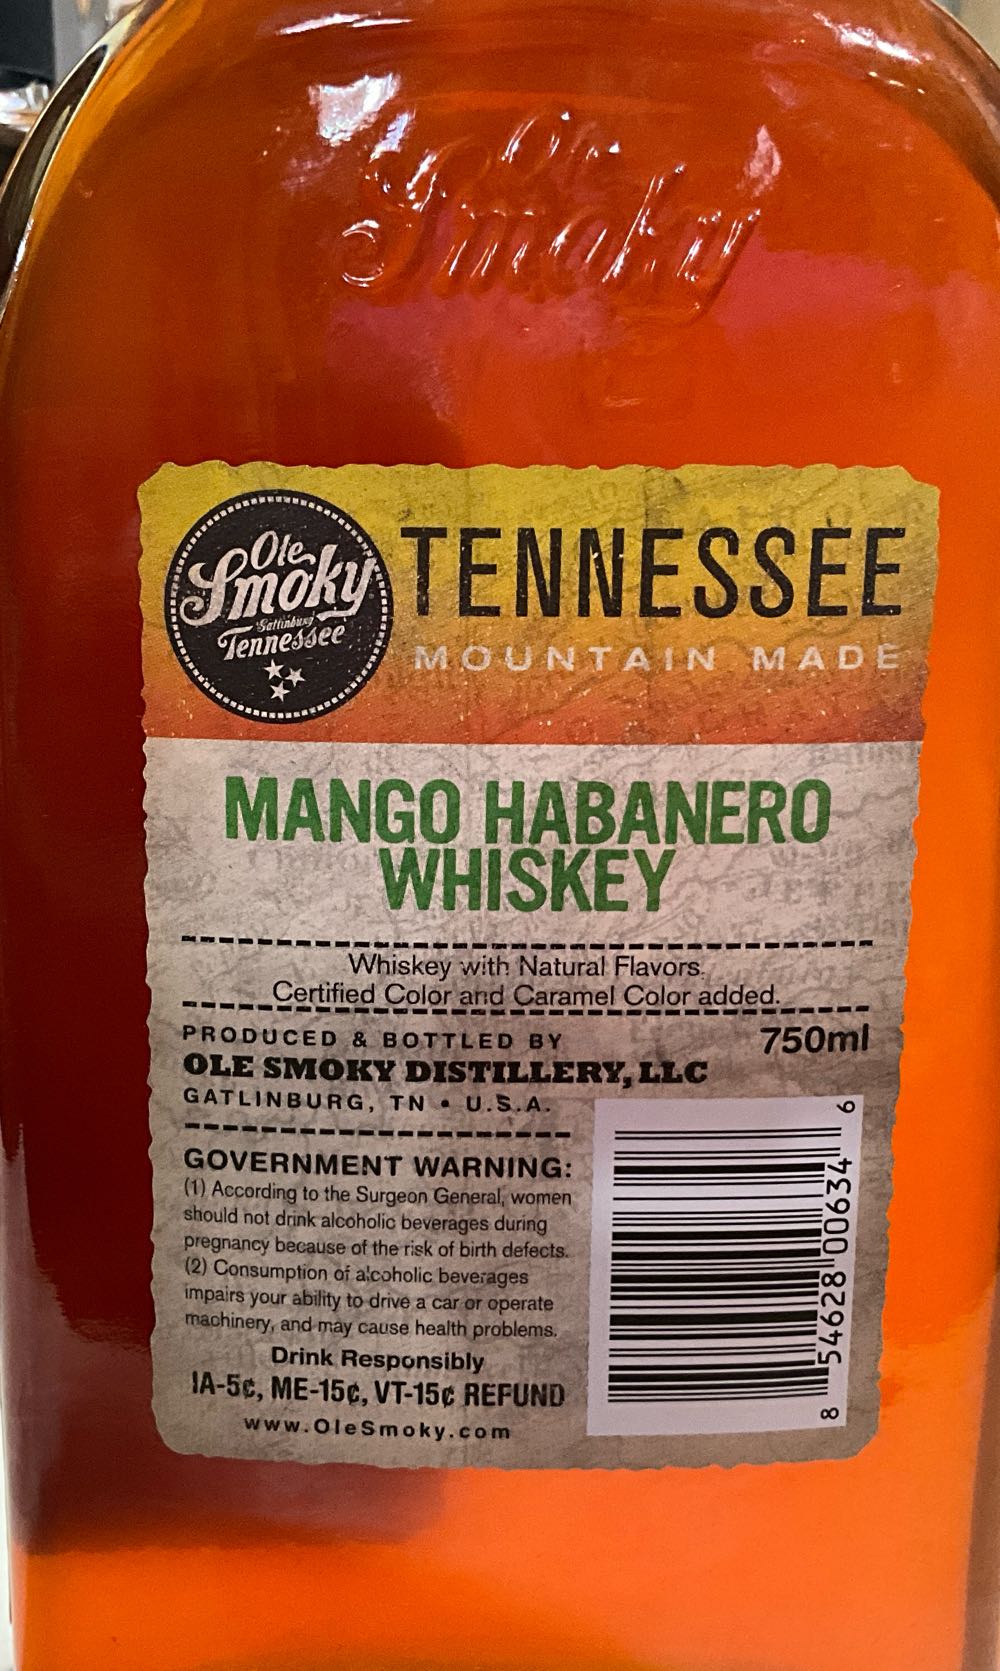 Ole
Smoky
Ole
Smoky
Gatlinburg
Tennessee
TENNESSEE
MOUNTAIN MADE
MANGO HABANERO
WHISKEY
Whiskey with Natural Flavors.
Certified Color and Caramel Color added.
PRODUCED & BOTTLED BY
750ml
OLE SMOKY DISTILLERY, LLC
GATLINBURG, TN • U.S.A.
GOVERNMENT WARNING:
(1) According to the Surgeon General, women
should not drink alcoholic beverages during
pregnancy because of the risk of birth defects.
(2) Consumption of alcoholic beverages
impairs your ability to drive a car or operate
machinery, and may cause health problems.
Drink Responsibly
IA-5¢, ME-15¢, VT-15¢ REFUND
www.OleSmoky.com
8 54628 00634 6